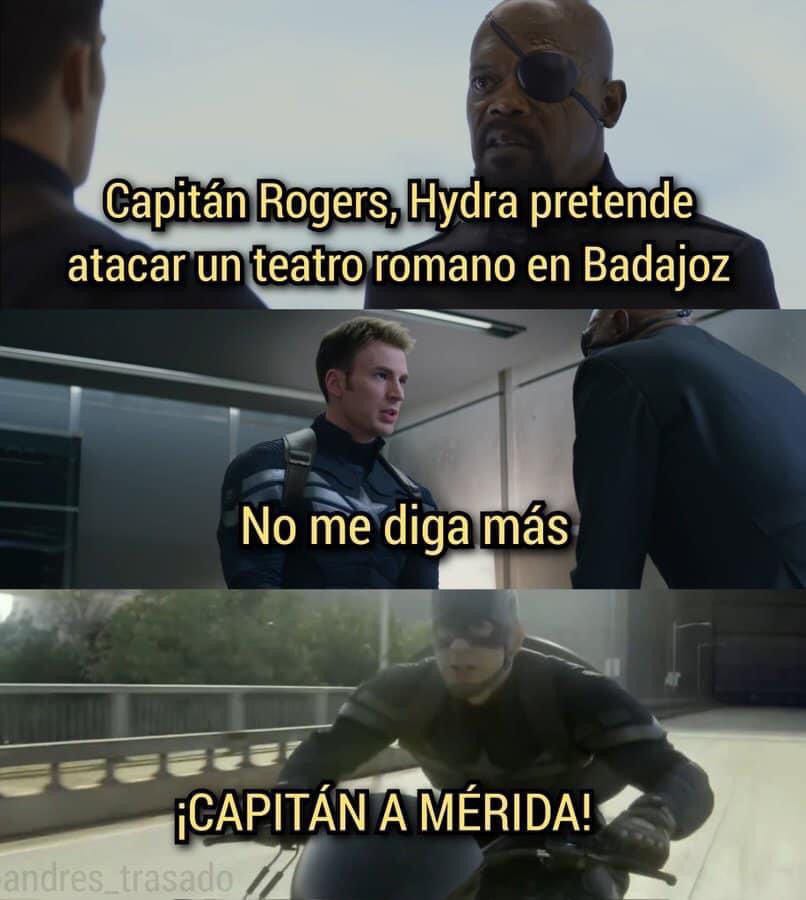 Capitán Rogers, Hydra pretende
atacar un teatro romano en Badajoz
No me diga más
¡CAPITÁN A MÉRIDA!
andres_trasado